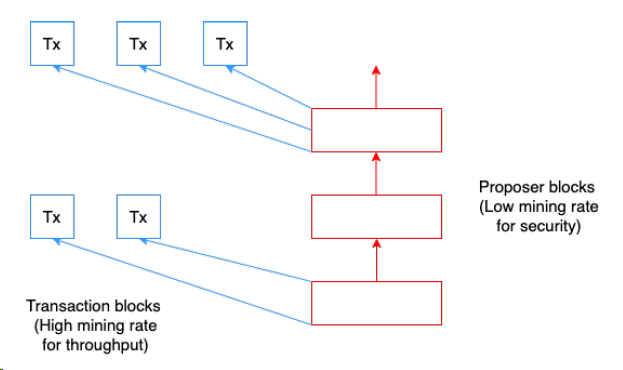 Tx Tx Tx
Proposer blocks
(Low mining rate
for security)
Tx Tx
Transaction blocks
(High mining rate
for throughput)